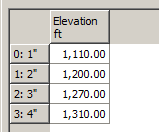 Elevation
ft
0: 1" 1,110.00
1: 2" 1,200.00
2: 3" 1,270.00
3: 4" 1,310.00